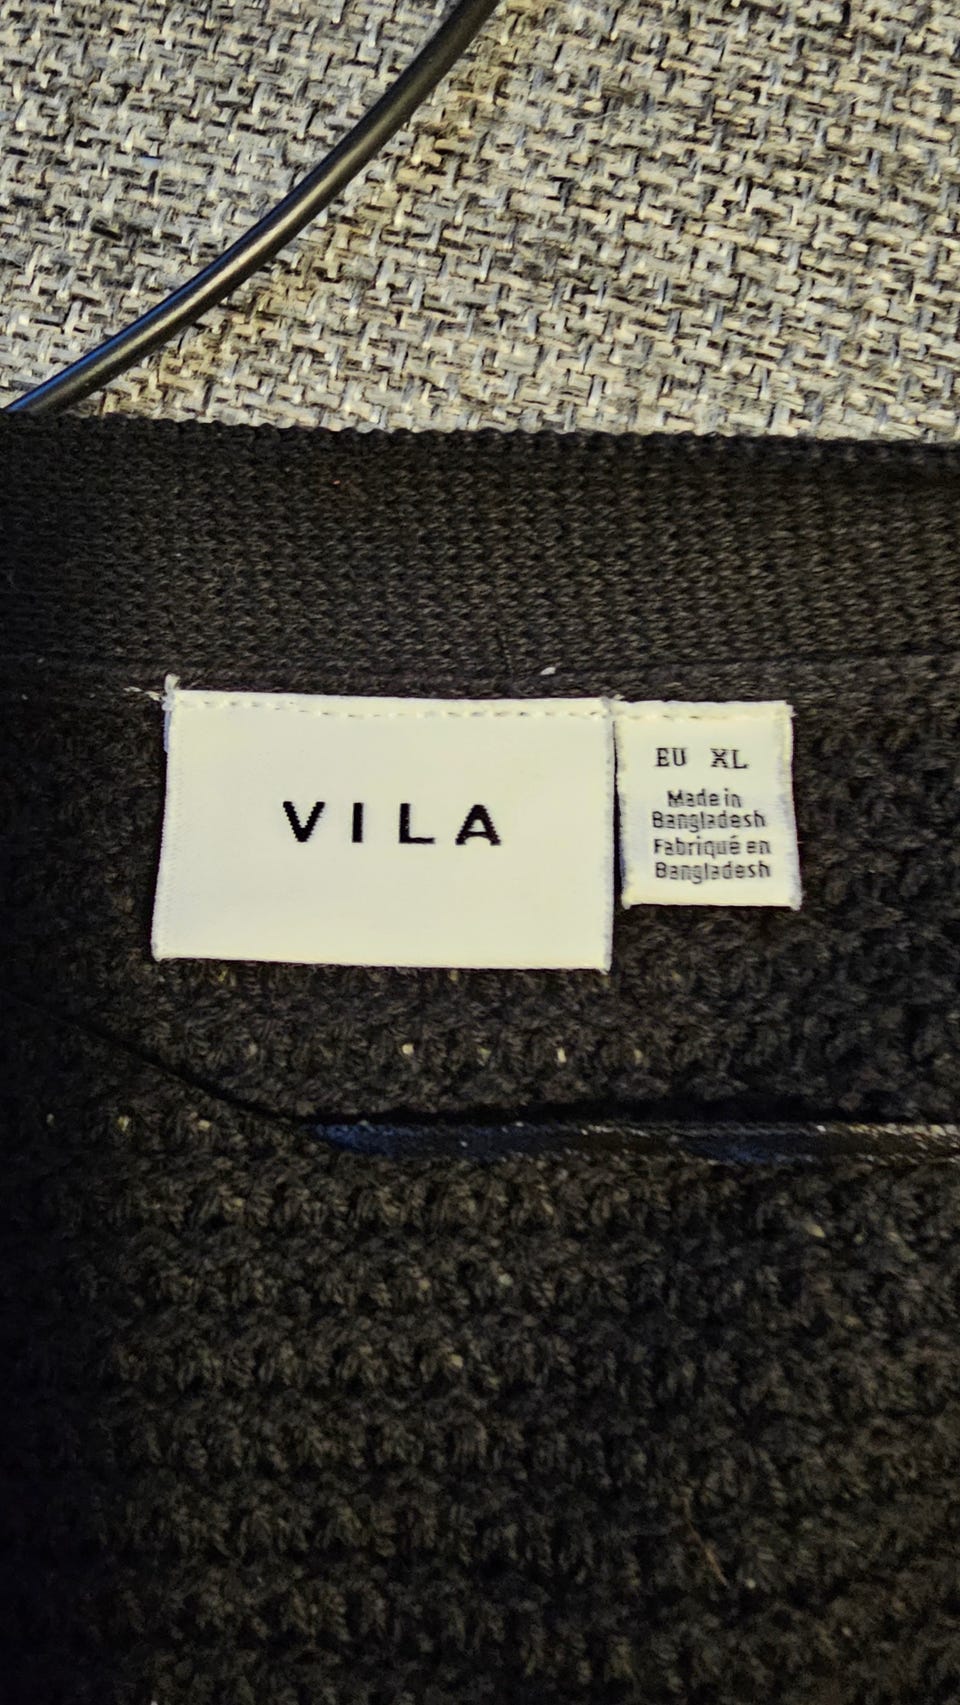 VILA
EU XL
Made in
Bangladesh
Fabriqué en
Bangladesh